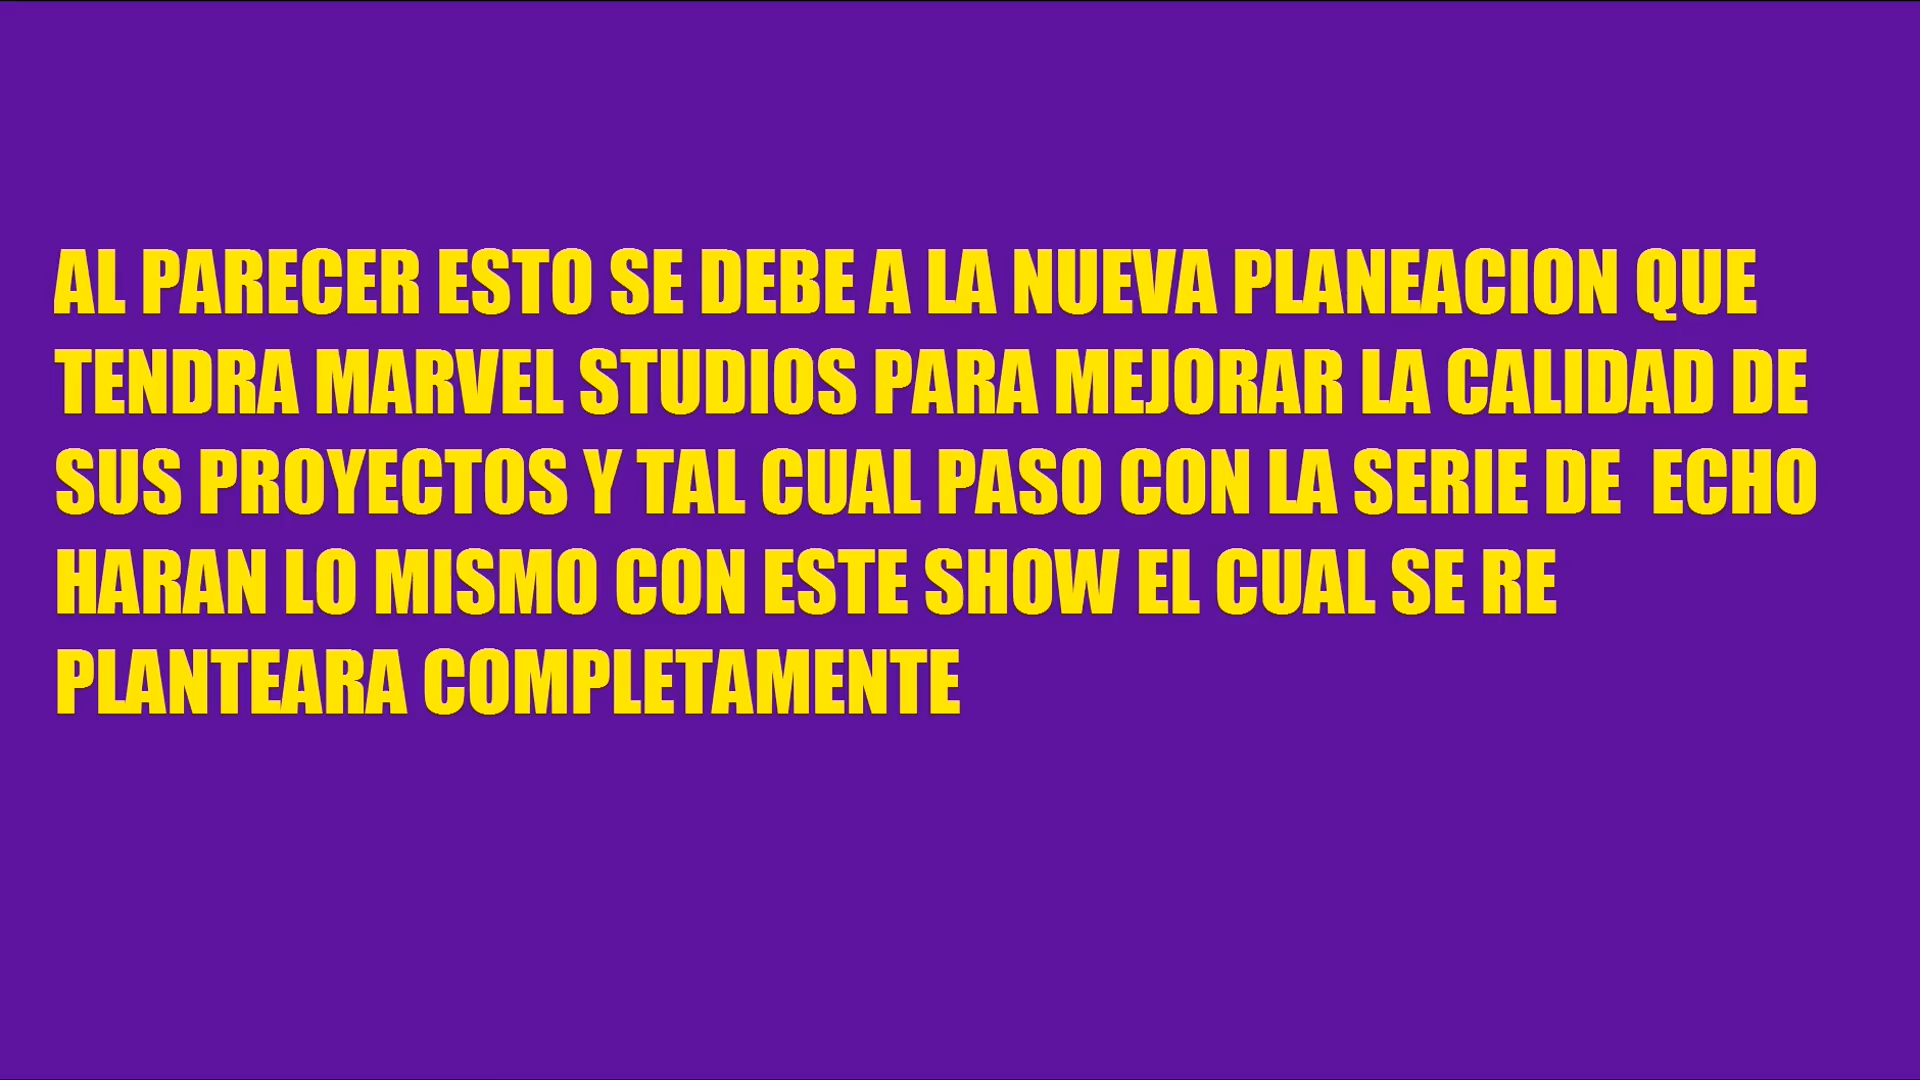 AL PARECER ESTO SE DEBE A LA NUEVA PLANEACION QUE
TENDRA MARVEL STUDIOS PARA MEJORAR LA CALIDAD DE
SUS PROYECTOS Y TAL CUAL PASO CON LA SERIE DE  ECHO
HARAN LO MISMO CON ESTE SHOW EL CUAL SE RE
PLANTEARA COMPLETAMENTE